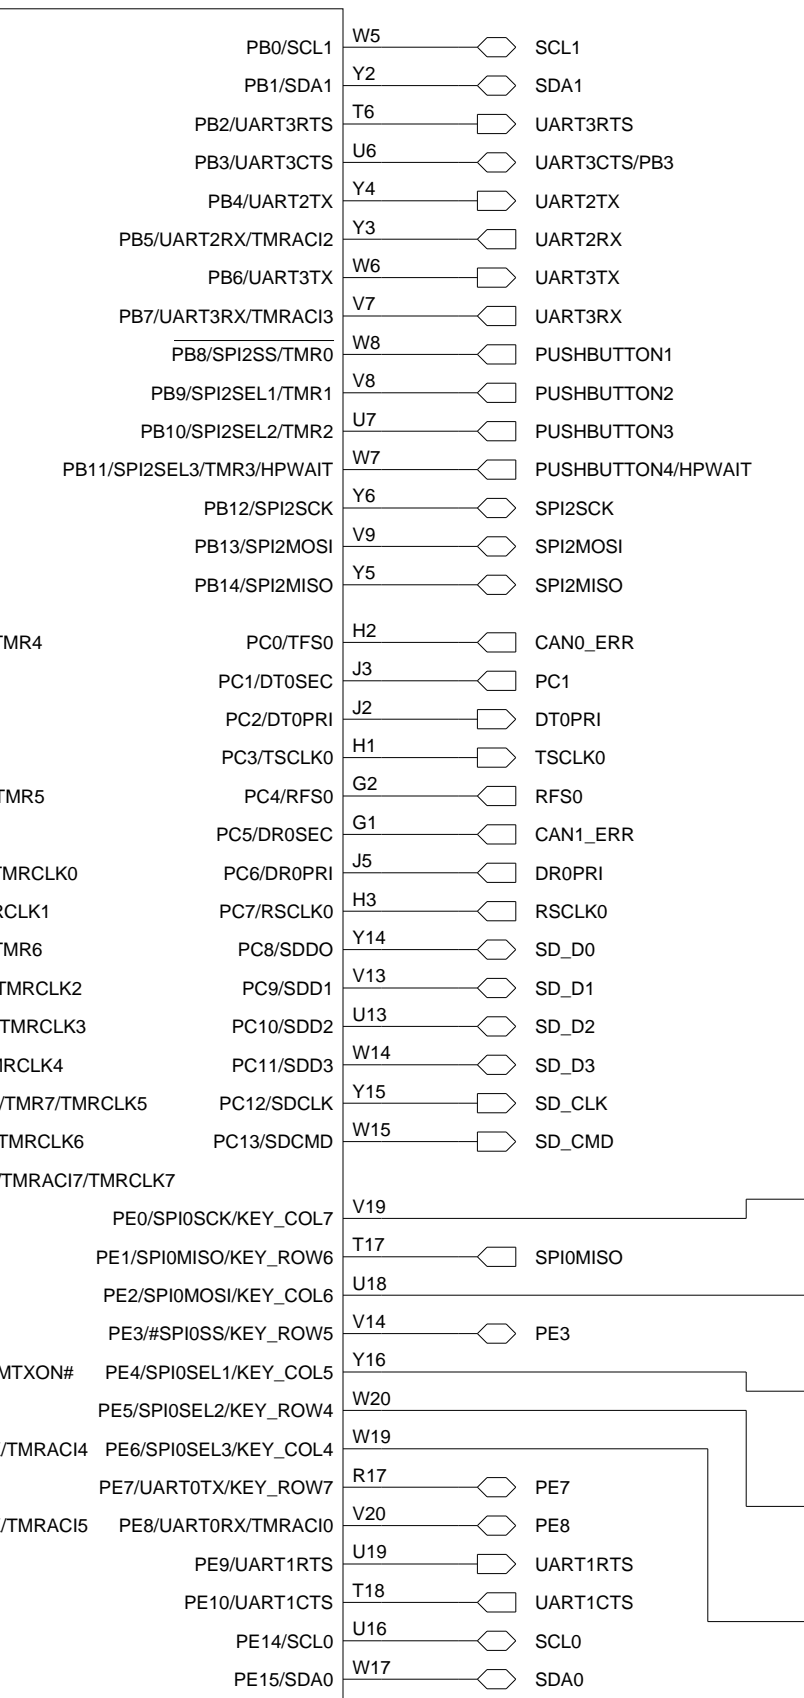 PB0/SCL1 W5 SCL1
PB1/SDA1 Y2 SDA1
PB2/UART3RTS T6 UART3RTS
PB3/UART3CTS U6 UART3CTS/PB3
PB4/UART2TX Y4 UART2TX
PB5/UART2RX/TMRACI2 Y3 UART2RX
PB6/UART3TX W6 UART3TX
PB7/UART3RX/TMRACI3 V7 UART3RX
PB8/SPI2SS/TMR0 W8 PUSHBUTTON1
PB9/SPI2SEL1/TMR1 V8 PUSHBUTTON2
PB10/SPI2SEL2/TMR2 U7 PUSHBUTTON3
PB11/SPI2SEL3/TMR3/HPWAIT W7 PUSHBUTTON4/HPWAIT
PB12/SPI2SCK Y6 SPI2SCK
PB13/SPI2MOSI V9 SPI2MOSI
PB14/SPI2MISO Y5 SPI2MISO
TMR4 PC0/TFS0 H2 CAN0_ERR
PC1/DT0SEC J3 PC1
PC2/DT0PRI J2 DT0PRI
PC3/TSCLK0 H1 TSCLK0
TMR5 PC4/RFS0 G2 RFS0
PC5/DR0SEC G1 CAN1_ERR
TMRCLK0 PC6/DR0PRI J5 DR0PRI
RCLK1 PC7/RSCLK0 H3 RSCLK0
TMR6 PC8/SDDO Y14 SD_D0
TMRCLK2 PC9/SDD1 V13 SD_D1
TMRCLK3 PC10/SDD2 U13 SD_D2
MRCLK4 PC11/SDD3 W14 SD_D3
/TMR7/TMRCLK5 PC12/SDCLK Y15 SD_CLK
TMRCLK6 PC13/SDCMD W15 SD_CMD
/TMRACI7/TMRCLK7
PE0/SPI0SCK/KEY_COL7 V19
PE1/SPI0MISO/KEY_ROW6 T17 SPI0MISO
PE2/SPI0MOSI/KEY_COL6 U18
PE3/#SPI0SS/KEY_ROW5 V14 PE3
MTXON# PE4/SPI0SEL1/KEY_COL5 Y16
PE5/SPI0SEL2/KEY_ROW4 W20
/TMRACI4 PE6/SPI0SEL3/KEY_COL4 W19
PE7/UART0TX/KEY_ROW7 R17 PE7
/TMRACI5 PE8/UART0RX/TMRACI0 V20 PE8
PE9/UART1RTS U19 UART1RTS
PE10/UART1CTS T18 UART1CTS
PE14/SCL0 U16 SCL0
PE15/SDA0 W17 SDA0